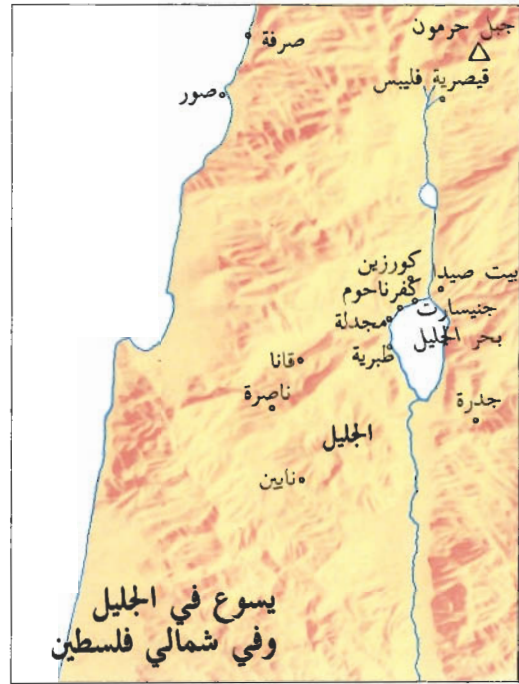 جبل حرمون
صرفة
قيصرية فليبس
صور
كورزين
بيت صيدا
كفرناحوم
جنيسارت
مجدلة
بحر الجليل
طبرية
قانا
ناصرة
جدرة
الجليل
نايين
يسوع في الجليل
وفي شمالي فلسطين